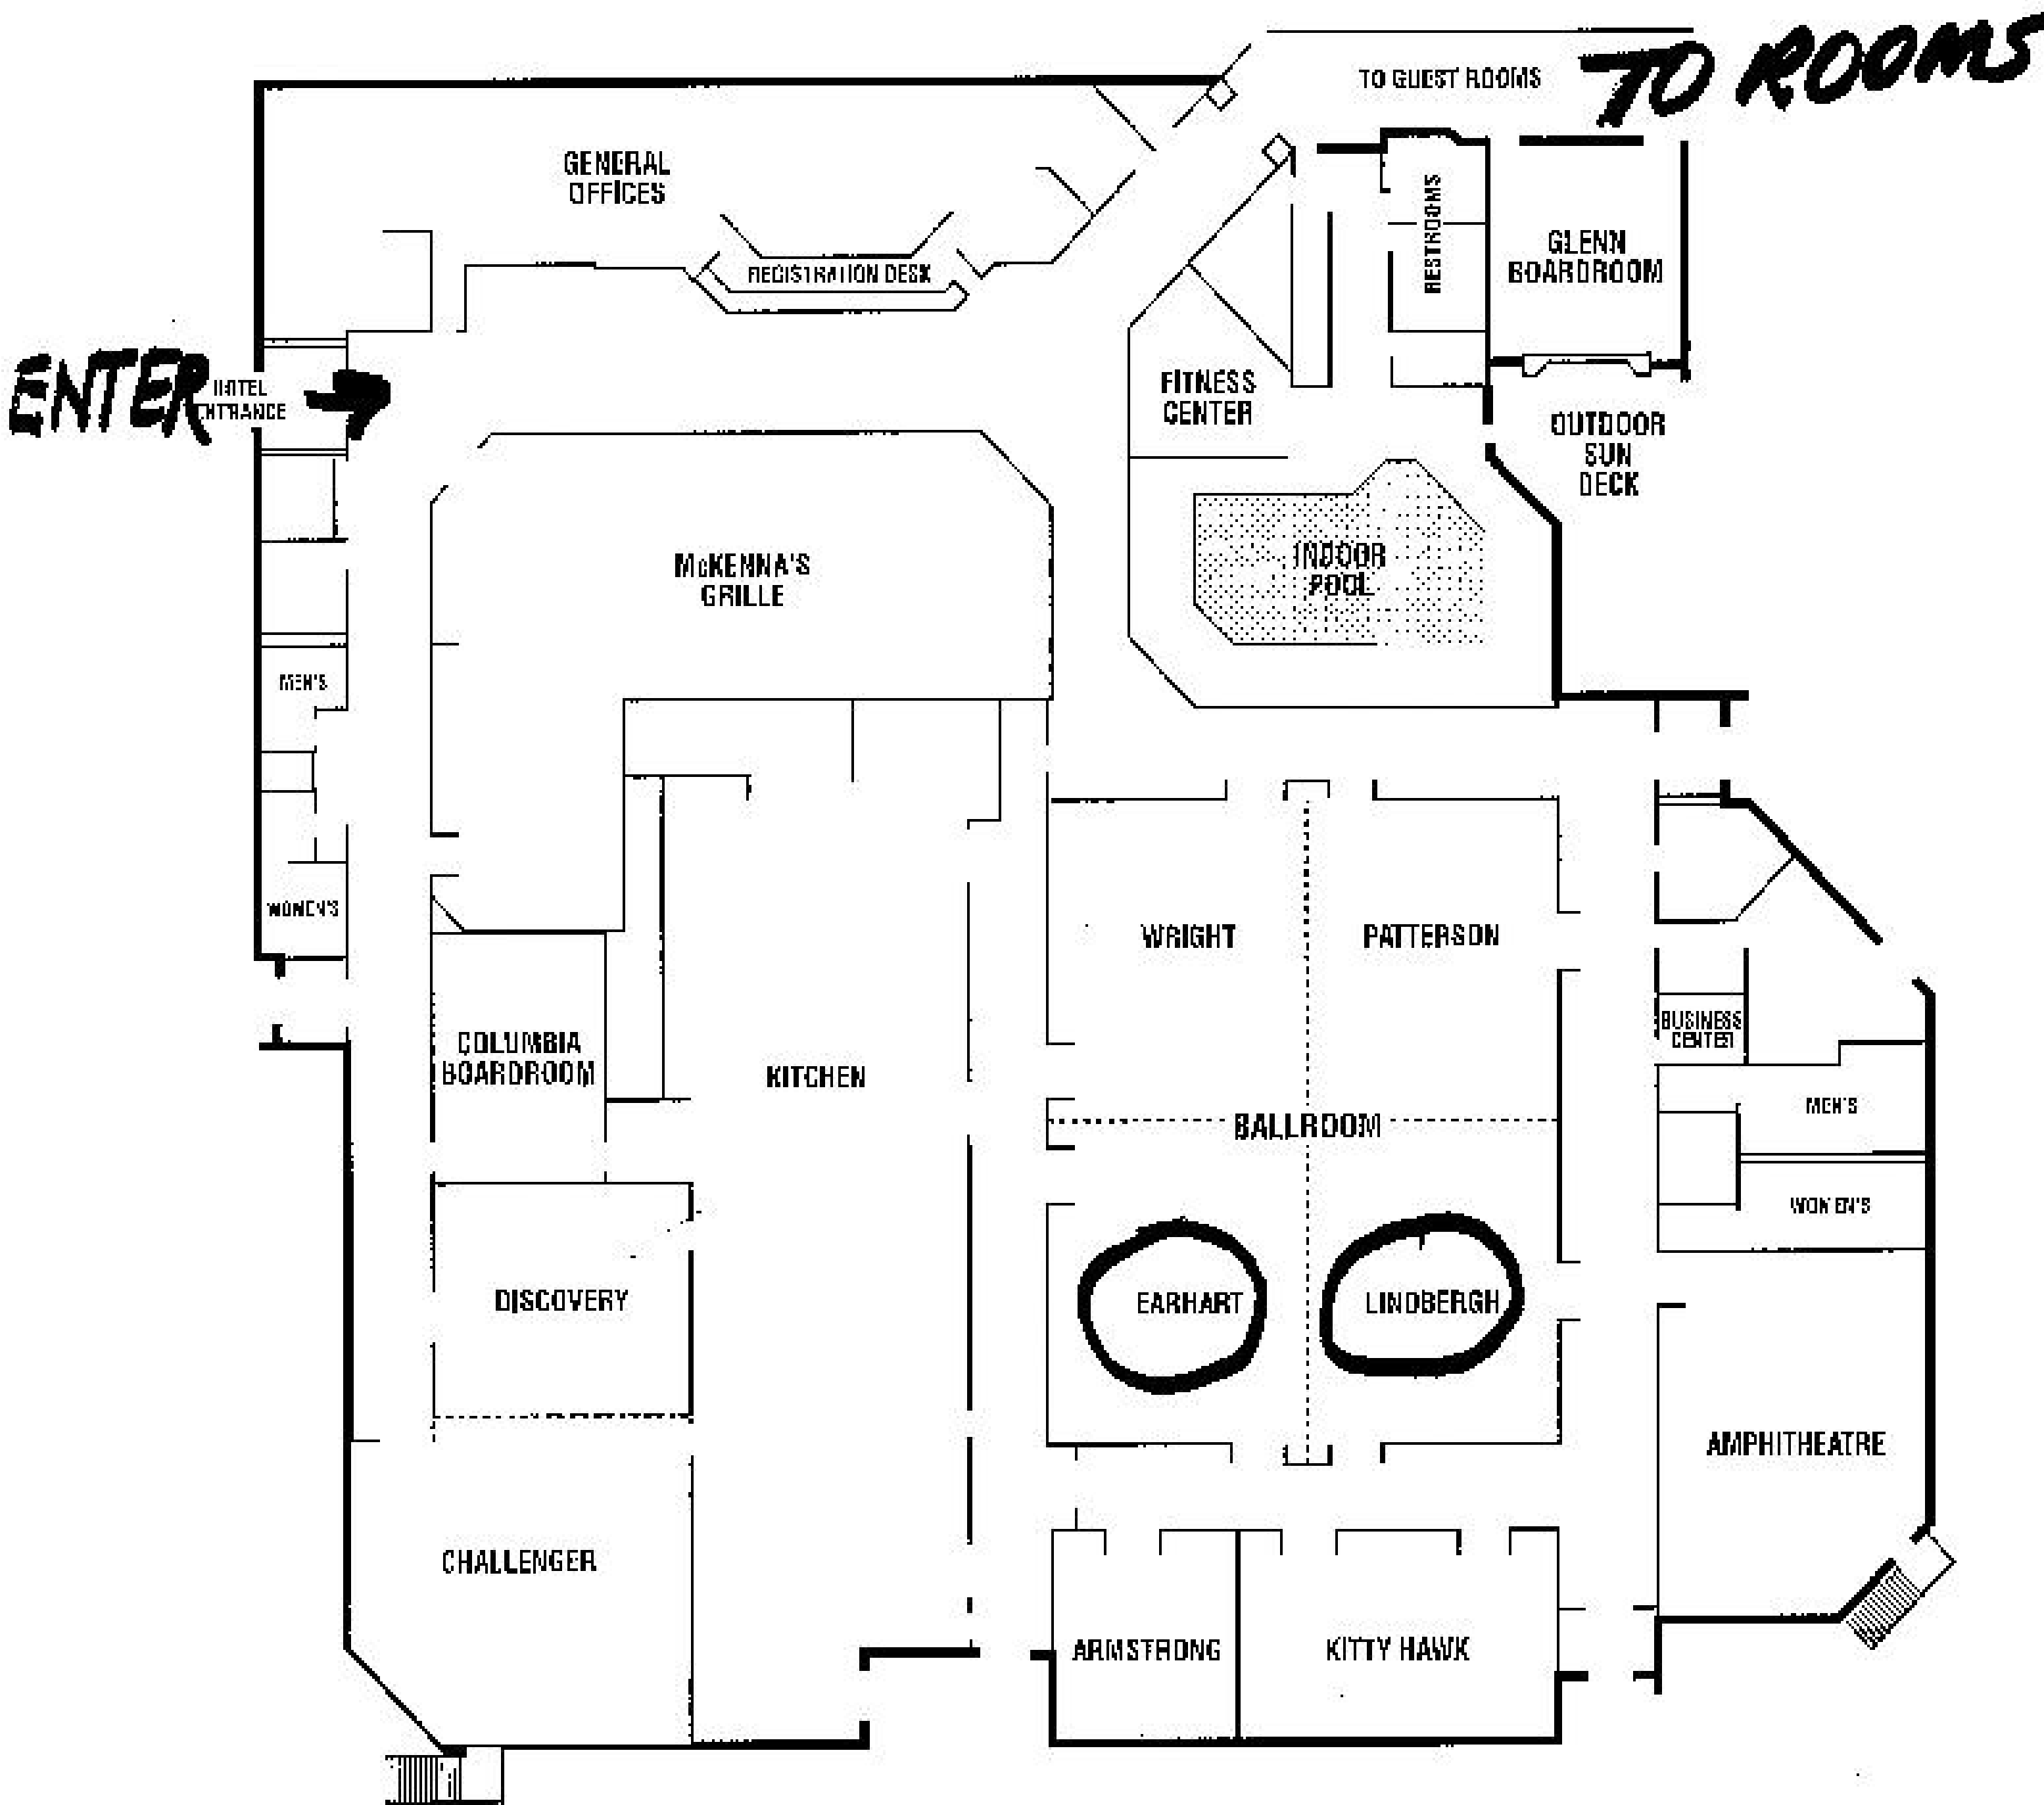 TO ROOMS
TO GUEST ROOMS
GENERAL
OFFICES
RESTROOMS
GLENN
BOARDROOM
REGISTRATION DESK
ENTER
HOTEL
ENTRANCE
FITNESS
CENTER
OUTDOOR
SUN
DECK
McKENNA'S
GRILLE
INDOOR
POOL
MEN'S
WOMEN'S
WRIGHT
PATTERSON
COLUMBIA
BOARDROOM
KITCHEN
BUSINESS
CENTER
MEN'S
BALLROOM
WOMEN'S
DISCOVERY
EARHART
LINDBERGH
AMPHITHEATRE
CHALLENGER
ARMSTRONG
KITTY HAWK